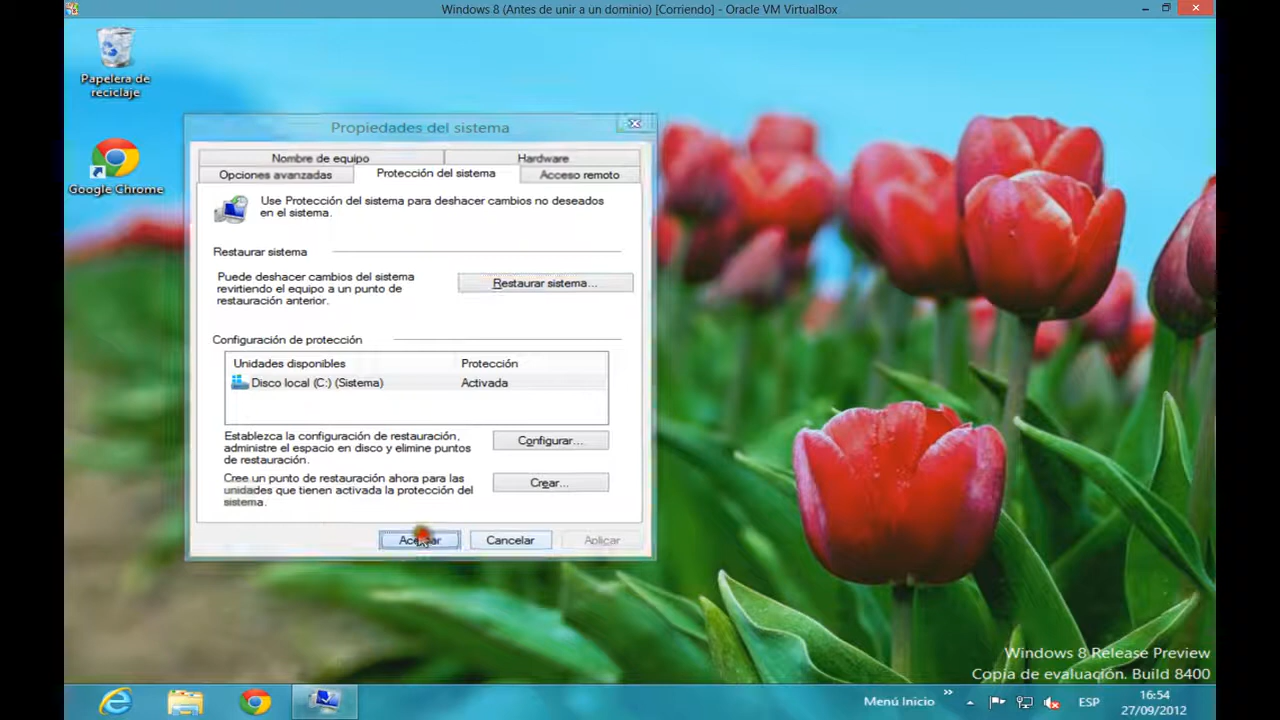 Windows 8 (Antes de unir a un dominio) [Corriendo] - Oracle VM VirtualBox
Papelera de
reciclaje
Google Chrome
Propiedades del sistema
Nombre de equipo
Hardware
Opciones avanzadas
Protección del sistema
Acceso remoto
Use Protección del sistema para deshacer cambios no deseados
en el sistema.
Restaurar sistema
Puede deshacer cambios del sistema
revirtiendo el equipo a un punto de
restauración anterior.
Restaurar sistema...
Configuración de protección
Unidades disponibles
Protección
Disco local (C:) (Sistema)
Activada
Establezca la configuración de restauración,
administre el espacio en disco y elimine puntos
de restauración.
Configurar...
Cree un punto de restauración ahora para las
unidades que tienen activada la protección del
sistema.
Crear...
Aceptar
Cancelar
Aplicar
Windows 8 Release Preview
Copia de evaluación. Build 8400
Menú Inicio
ESP
16:54
27/09/2012